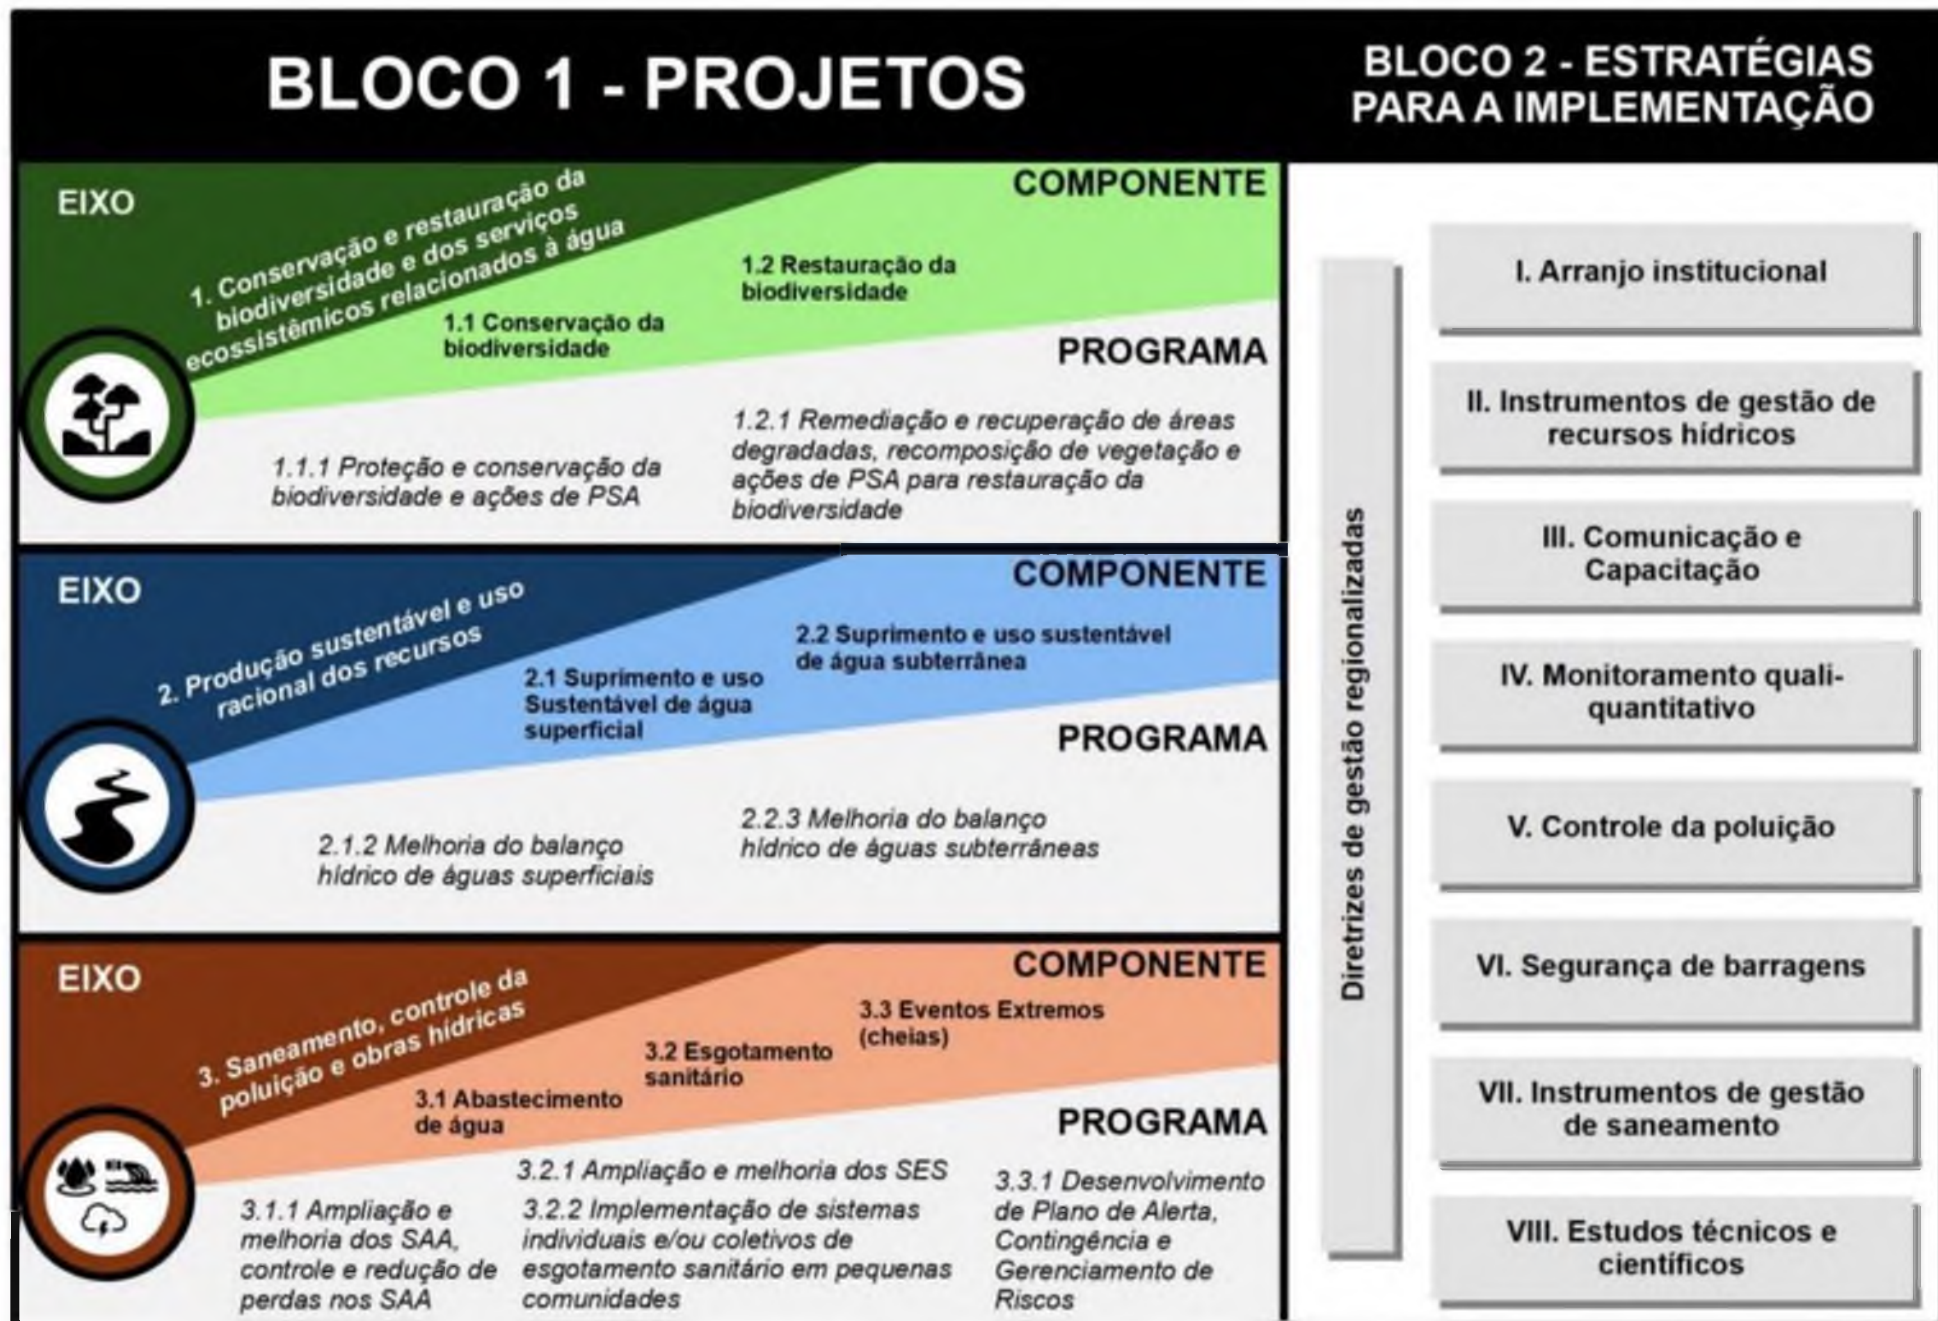 BLOCO 1 - PROJETOS
EIXO
1. Conservação e restauração da
biodiversidade e dos serviços
ecossistêmicos relacionados à água
COMPONENTE
1.1 Conservação da
biodiversidade
1.2 Restauração da
biodiversidade
PROGRAMA
1.1.1 Proteção e conservação da
biodiversidade e ações de PSA
1.2.1 Remediação e recuperação de áreas
degradadas, recomposição de vegetação e
ações de PSA para restauração da
biodiversidade
EIXO
2. Produção sustentável e uso
racional dos recursos
COMPONENTE
2.1 Suprimento e uso
Sustentável de água
superficial
2.2 Suprimento e uso sustentável
de água subterrânea
PROGRAMA
2.1.2 Melhoria do balanço
hídrico de águas superficiais
2.2.3 Melhoria do balanço
hídrico de águas subterrâneas
EIXO
3. Saneamento, controle da
poluição e obras hídricas
COMPONENTE
3.1 Abastecimento
de água
3.2 Esgotamento
sanitário
3.3 Eventos Extremos
(cheias)
PROGRAMA
3.1.1 Ampliação e
melhoria dos SAA,
controle e redução de
perdas nos SAA
3.2.1 Ampliação e melhoria dos SES
3.2.2 Implementação de sistemas
individuais e/ou coletivos de
esgotamento sanitário em pequenas
comunidades
3.3.1 Desenvolvimento
de Plano de Alerta,
Contingência e
Gerenciamento de
Riscos
BLOCO 2 - ESTRATÉGIAS
PARA A IMPLEMENTAÇÃO
Diretrizes de gestão regionalizadas
I. Arranjo institucional
II. Instrumentos de gestão de
recursos hídricos
III. Comunicação e
Capacitação
IV. Monitoramento quali-
quantitativo
V. Controle da poluição
VI. Segurança de barragens
VII. Instrumentos de gestão
de saneamento
VIII. Estudos técnicos e
científicos